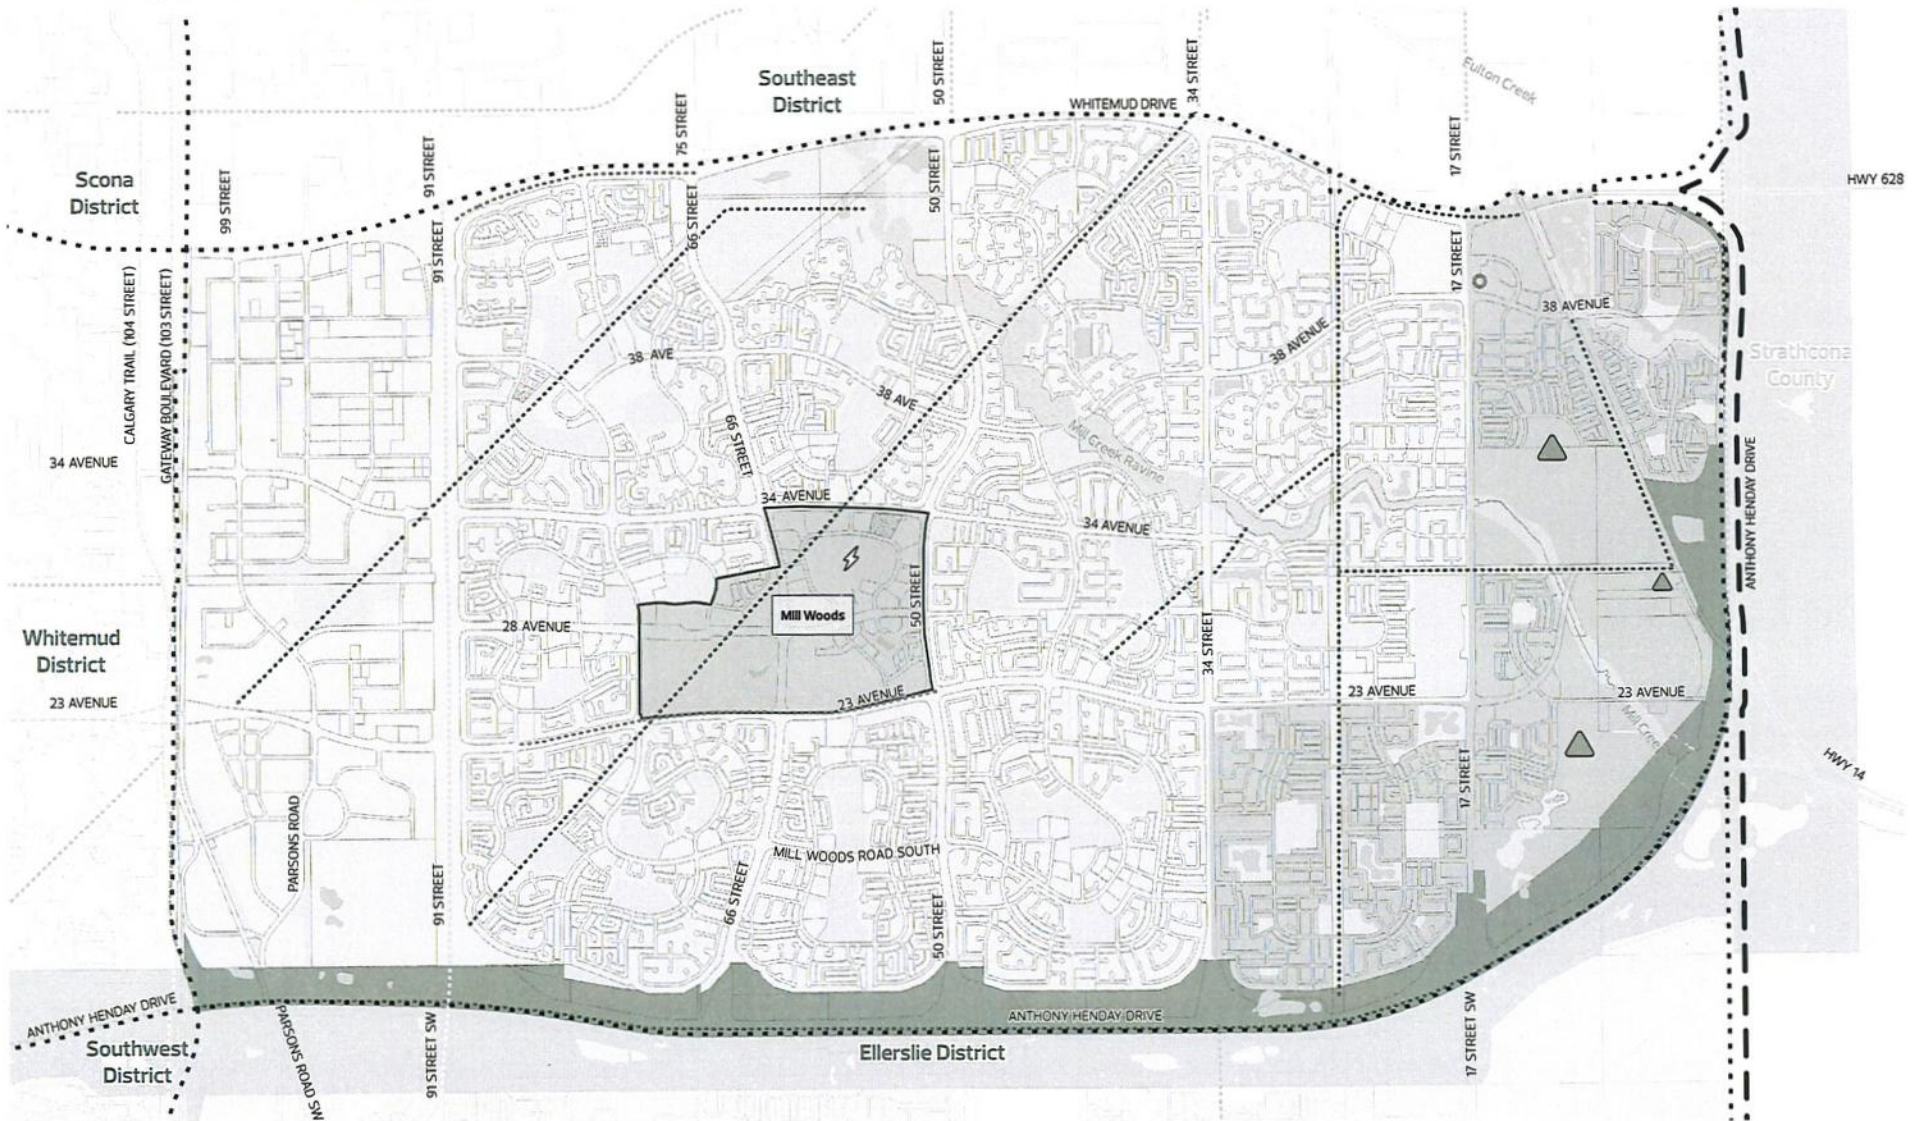 Southeast
District
50 STREET
34 STREET
Fulton Creek
WHITEMUD DRIVE
75 STREET
91 STREET
17 STREET
Scona
District
99 STREET
50 STREET
HWY 628
66 STREET
91 STREET
17 STREET
CALGARY TRAIL (104 STREET)
GATEWAY BOULEVARD (103 STREET)
38 AVENUE
38 AVE
38 AVENUE
38 AVE
Strathcona
County
66 STREET
Mill Creek Ravine
34 AVENUE
34 AVENUE
34 AVENUE
ANTHONY HENDAY DRIVE
50 STREET
Mill Woods
28 AVENUE
34 STREET
Whitemud
District
23 AVENUE
23 AVENUE
23 AVENUE
23 AVENUE
Mill Creek
HWY 14
17 STREET
PARSONS ROAD
MILL WOODS ROAD SOUTH
91 STREET
66 STREET
50 STREET
ANTHONY HENDAY DRIVE
ANTHONY HENDAY DRIVE
Southwest
District
PARSONS ROAD SW
91 STREET SW
Ellerslie District
17 STREET SW